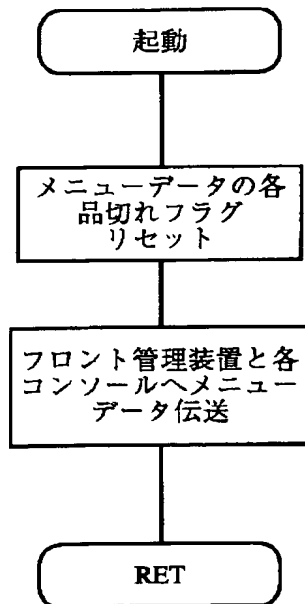 起動
メニューデータの各
品切れフラグ
リセット
フロント管理装置と各
コンソールへメニュー
データ伝送
RET